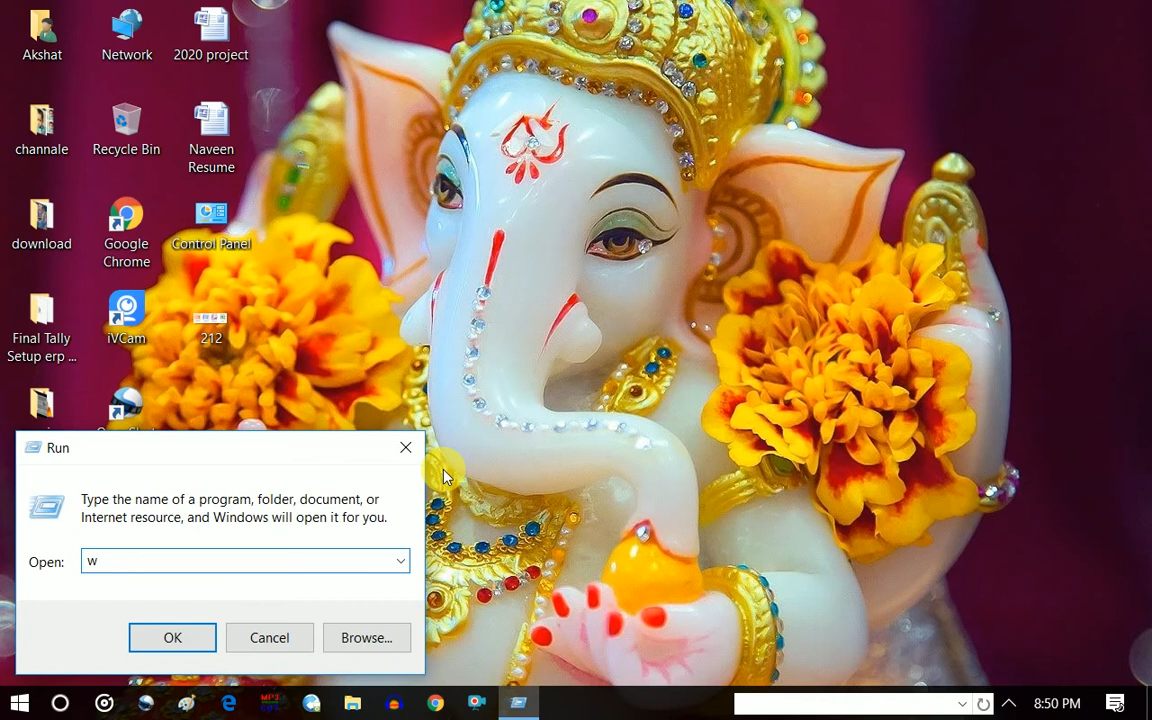 Akshat
Network
2020 project
channale
Recycle Bin
Naveen
Resume
download
Google
Chrome
Control Panel
Final Tally
Setup erp ...
iVCam
212
Run
Type the name of a program, folder, document, or
Internet resource, and Windows will open it for you.
Open:
w
OK
Cancel
Browse...
MP3
8:50 PM